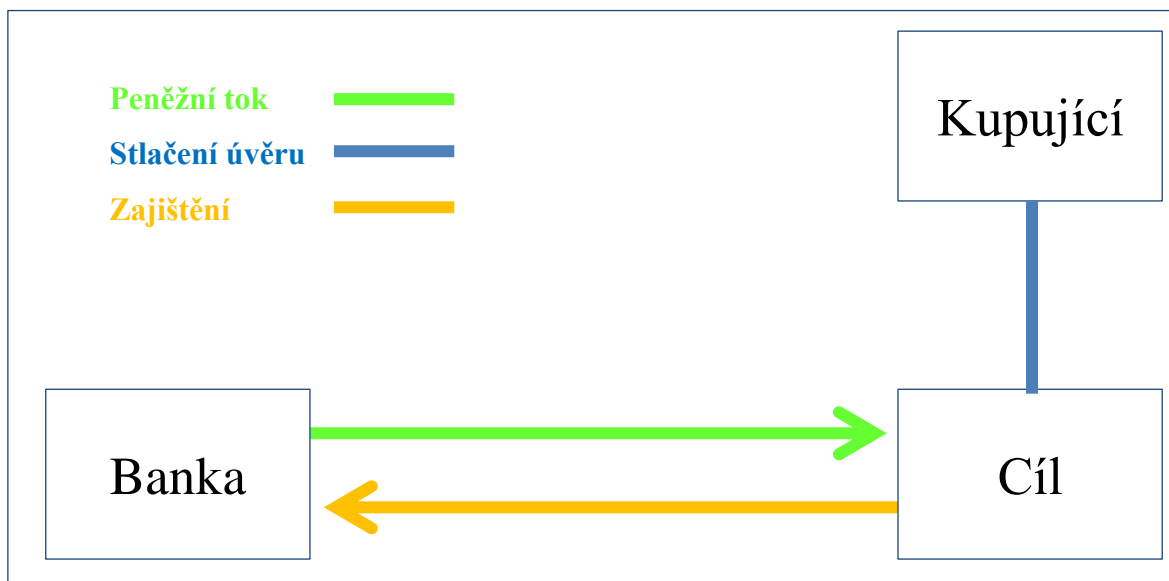 Peněžní tok
Stlačení úvěru
Zajištění
Kupující
Banka
Cíl